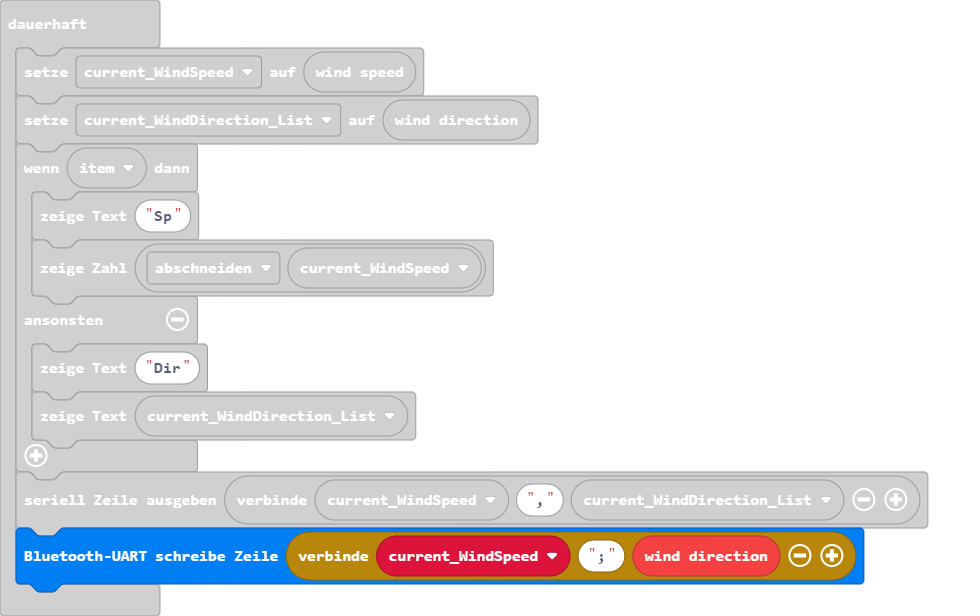 dauerhaft
setze current_WindSpeed auf wind speed
setze current_WindDirection_List auf wind direction
wenn item dann
zeige Text "Sp"
zeige Zahl abschneiden current_WindSpeed
ansonsten
zeige Text "Dir"
zeige Text current_WindDirection_List
seriell Zeile ausgeben verbinde current_WindSpeed "," current_WindDirection_List
Bluetooth-UART schreibe Zeile verbinde current_WindSpeed ";" wind direction